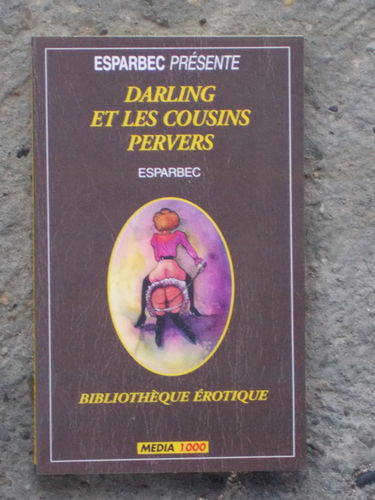 ESPARBEC PRÉSENTE
DARLING
ET LES COUSINS
PERVERS
ESPARBEC
BIBLIOTHÈQUE ÉROTIQUE
MEDIA 1000